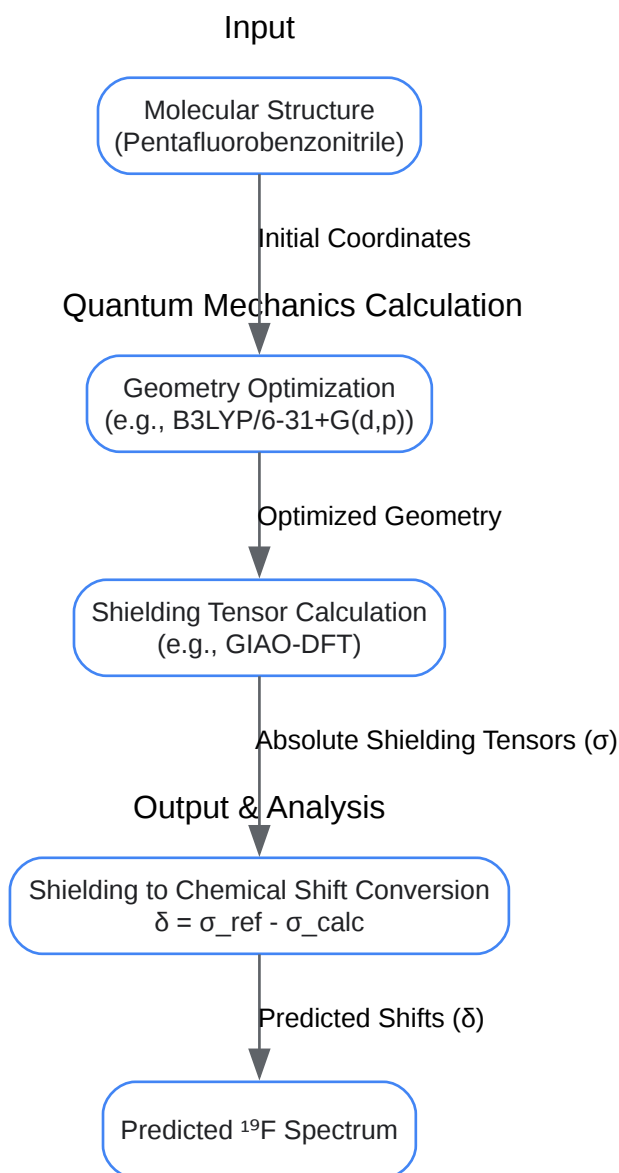 Input
Molecular Structure
(Pentafluorobenzonitrile)
Initial Coordinates
Quantum Mechanics Calculation
Geometry Optimization
(e.g., B3LYP/6-31+G(d,p))
Optimized Geometry
Shielding Tensor Calculation
(e.g., GIAO-DFT)
Absolute Shielding Tensors (σ)
Output & Analysis
Shielding to Chemical Shift Conversion
δ = σ_ref - σ_calc
Predicted Shifts (δ)
Predicted ¹⁹F Spectrum